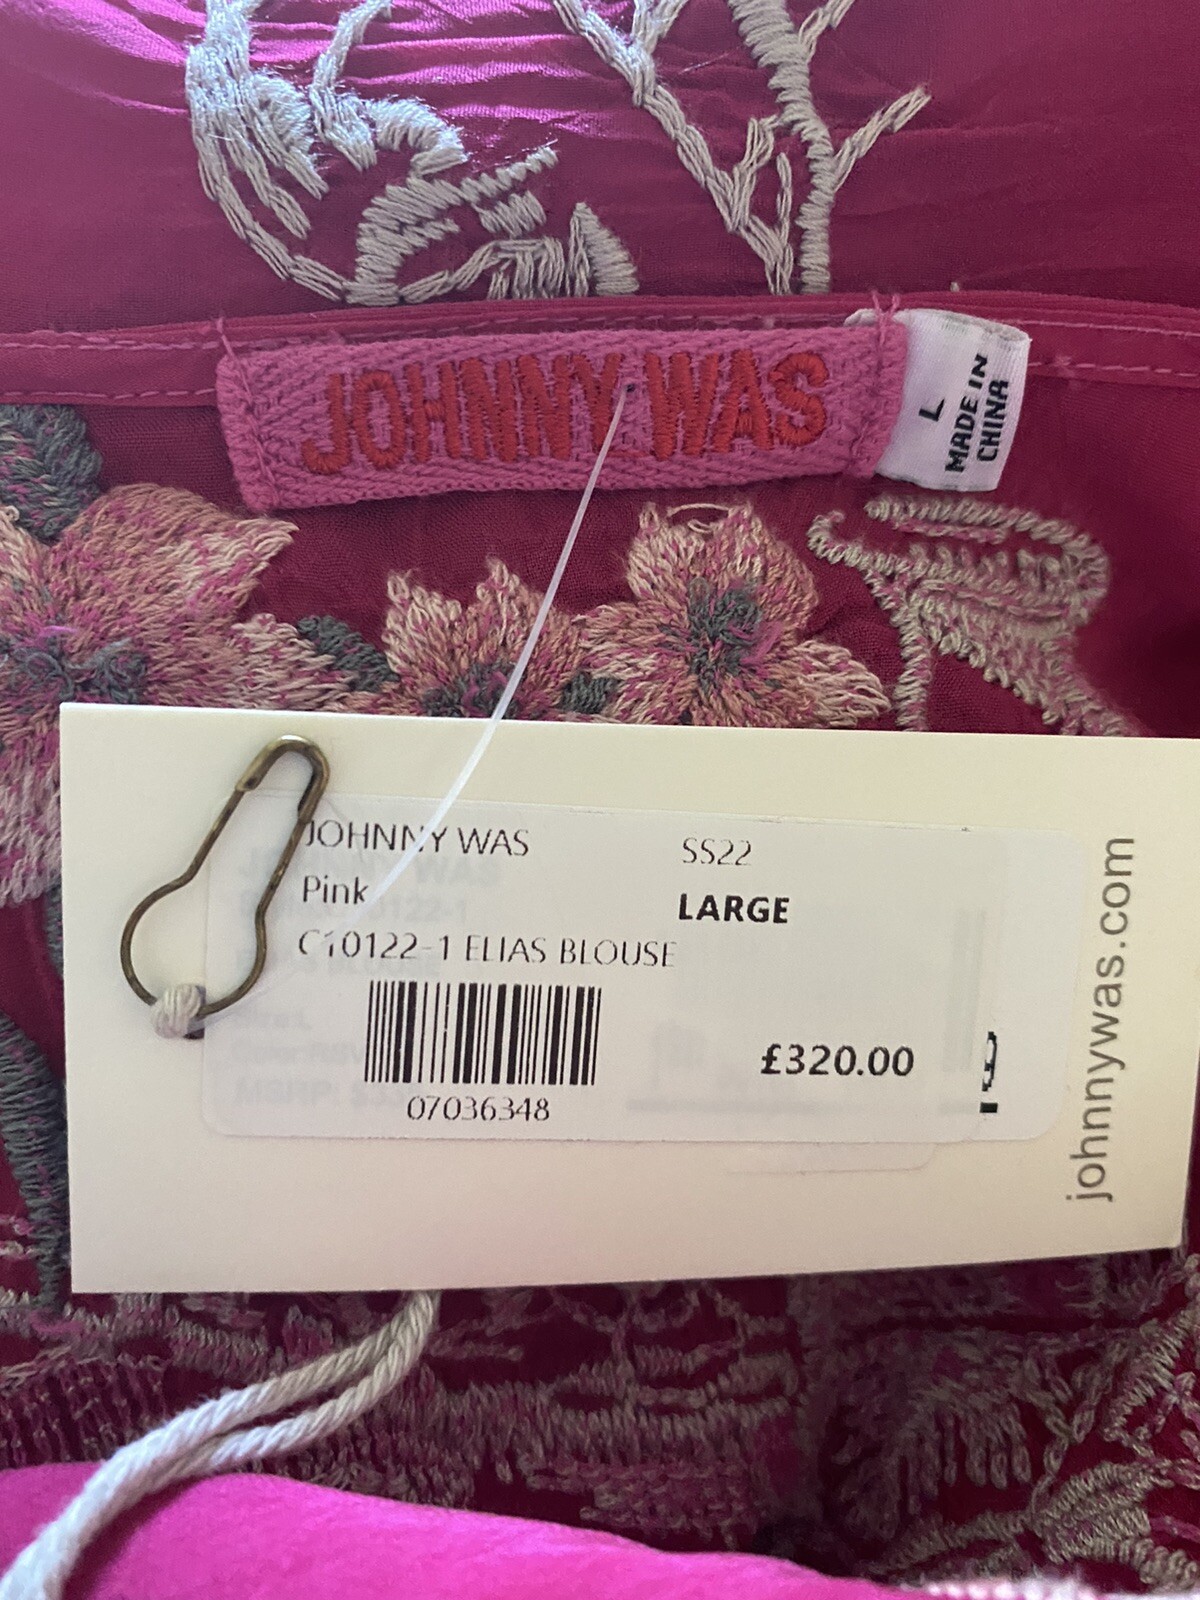 JOHNNY WAS
L
MADE IN
CHINA
JOHNNY WAS
SS22
Pink
LARGE
C10122-1 ELIAS BLOUSE
£320.00
07036348
johnnywas.com